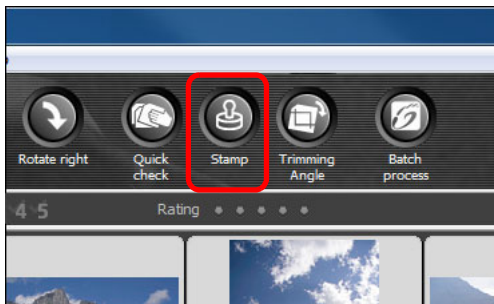 Rotate right
Quick
check
Stamp
Trimming
Angle
Batch
process
4 5
Rating